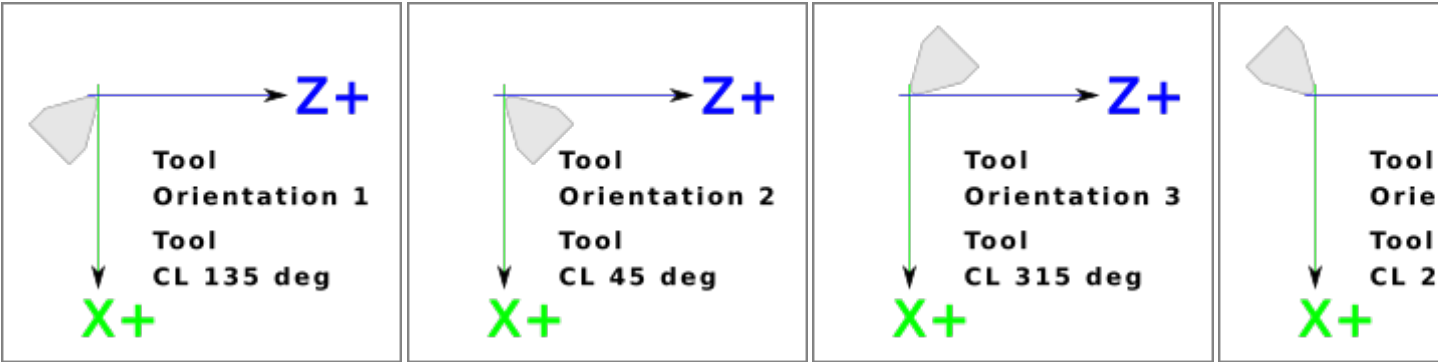 Z+
Tool
Orientation 1
Tool
CL 135 deg
X+
Z+
Tool
Orientation 2
Tool
CL 45 deg
X+
Z+
Tool
Orientation 3
Tool
CL 315 deg
X+
Tool
Tool
CL
X+